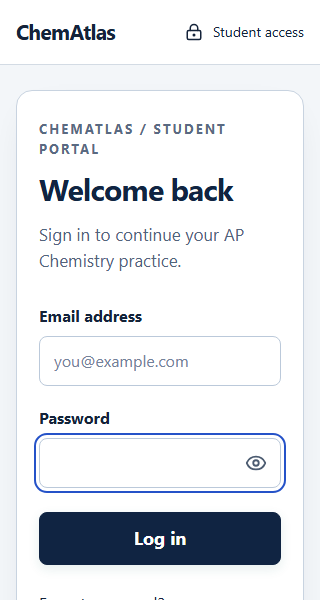 ChemAtlas
Student access
CHEMATLAS / STUDENT
PORTAL
Welcome back
Sign in to continue your AP
Chemistry practice.
Email address
you@example.com
Password
Log in